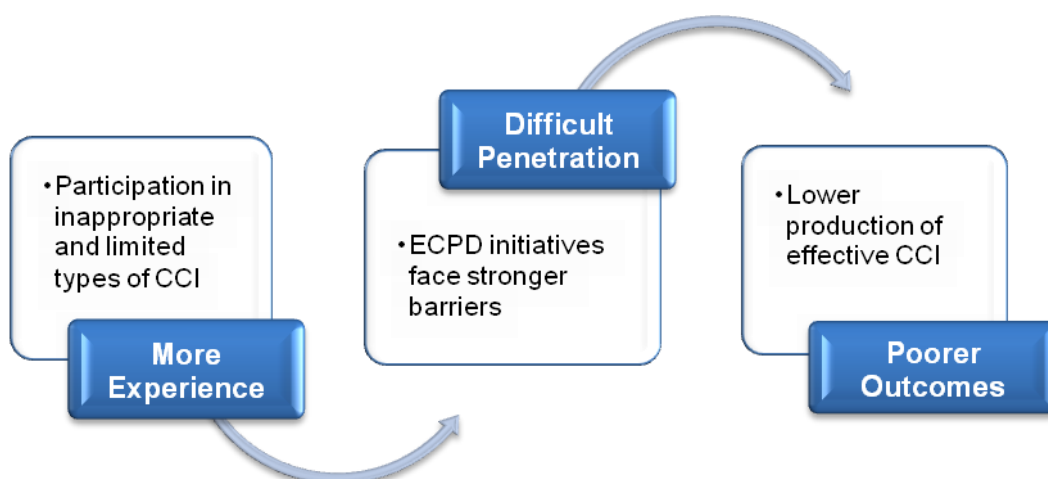 •Participation in
inappropriate
and limited
types of CCI
More
Experience
Difficult
Penetration
•ECPD initiatives
face stronger
barriers
•Lower
production of
effective CCI
Poorer
Outcomes